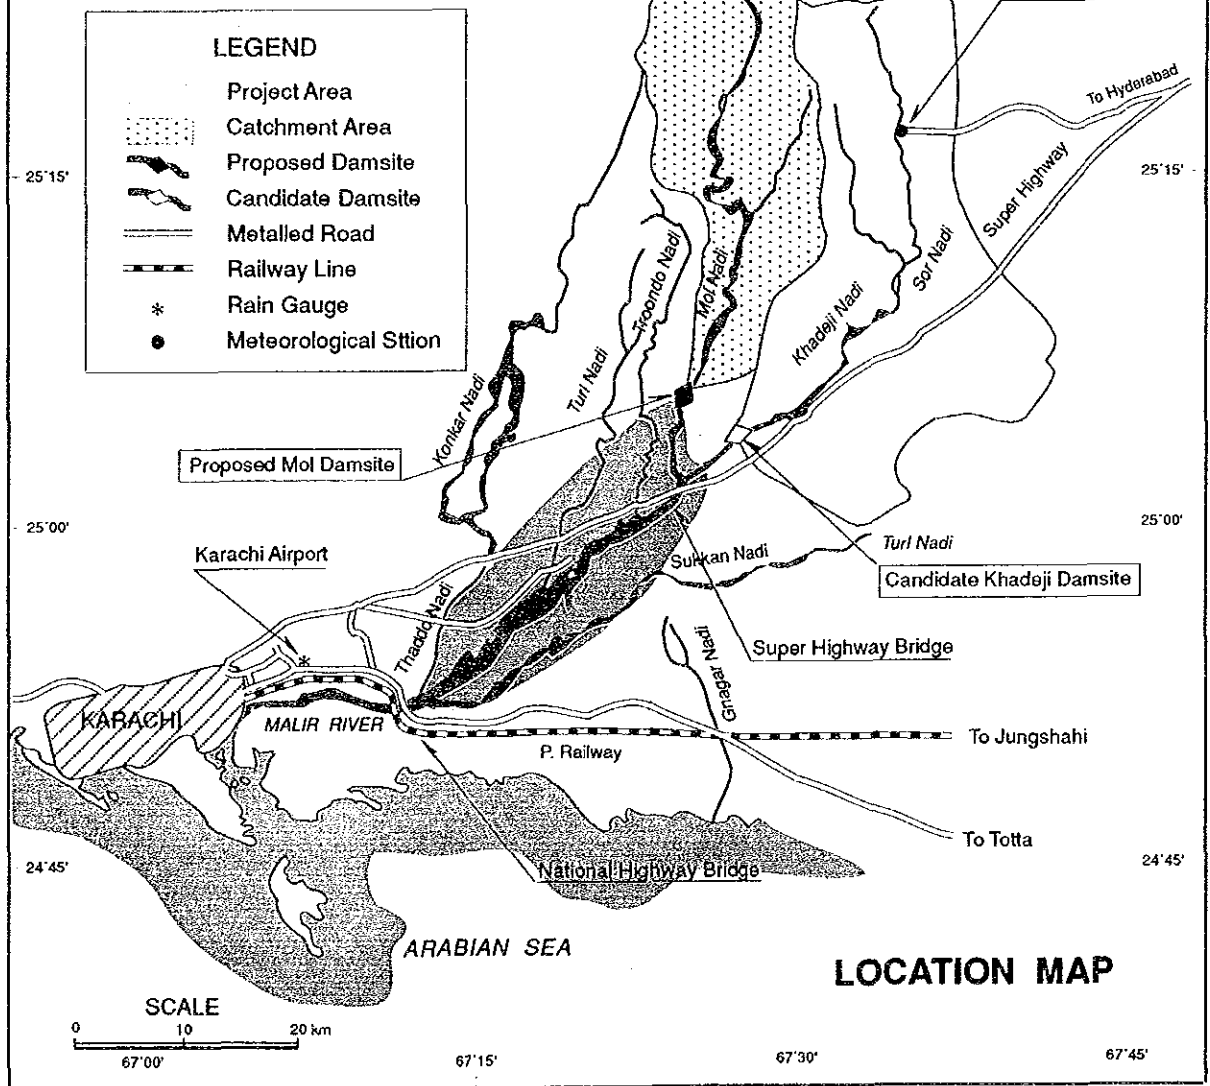 LEGEND
Project Area
Catchment Area
Proposed Damsite
Candidate Damsite
Metalled Road
Railway Line
Rain Gauge
Meteorological Sttion
To Hyderabad
25°15'
25°15'
Super Highway
Sor Nadi
Mol Nadi
Troondo Nadi
Khadeji Nadi
Turl Nadi
Konkar Nadi
Proposed Mol Damsite
25°00'
25°00'
Turl Nadi
Karachi Airport
Sukkan Nadi
Candidate Khadeji Damsite
Thaddo Nadi
Super Highway Bridge
Gnagar Nadi
KARACHI
MALIR RIVER
To Jungshahi
P. Railway
To Totta
24°45'
24°45'
National Highway Bridge
ARABIAN SEA
LOCATION MAP
SCALE
0 10 20 km
67°00' 67°15' 67°30' 67°45'